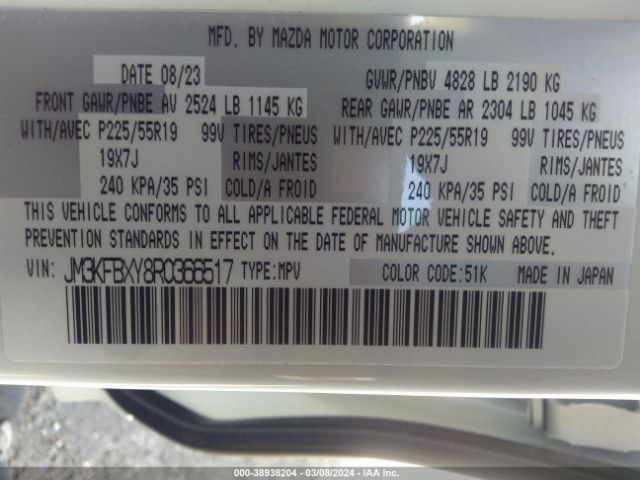 MFD. BY MAZDA MOTOR CORPORATION
DATE 08/23 GVWR/PNBV 4828 LB 2190 KG
FRONT GAWR/PNBE AV 2524 LB 1145 KG REAR GAWR/PNBE AR 2304 LB 1045 KG
WITH/AVEC P225/55R19 99V TIRES/PNEUS WITH/AVEC P225/55R19 99V TIRES/PNEUS
19X7J RIMS/JANTES 19X7J RIMS/JANTES
240 KPA/35 PSI COLD/A FROID 240 KPA/35 PSI COLD/A FROID
THIS VEHICLE CONFORMS TO ALL APPLICABLE FEDERAL MOTOR VEHICLE SAFETY AND THEFT
PREVENTION STANDARDS IN EFFECT ON THE DATE OF MANUFACTURE SHOWN ABOVE.
VIN: JM3KFBXY8R0366517 TYPE:MPV COLOR CODE:51K MADE IN JAPAN
000-38938204 - 03/08/2024 - IAA Inc.